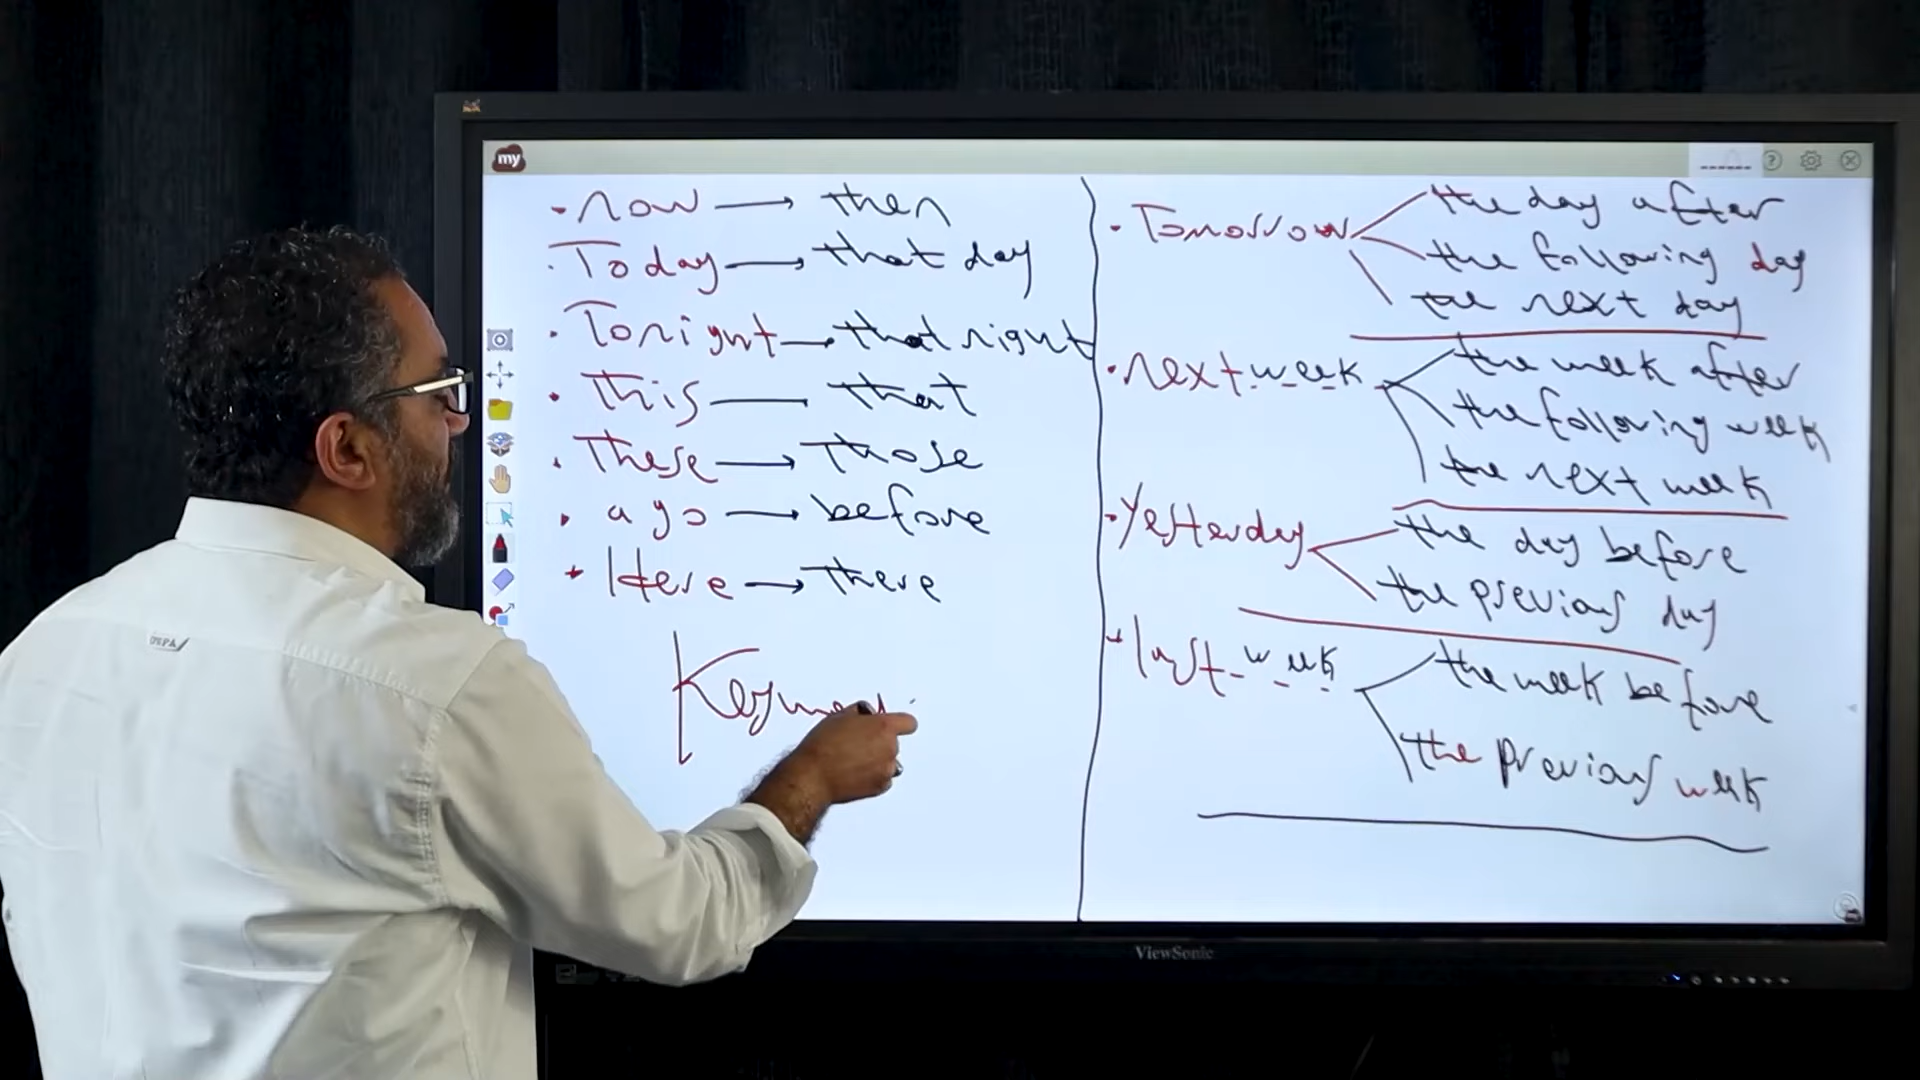 my
• now → then
• Today → that day
• Tonight → that night
• This — that
• These → Those
• ago → before
• Here → There
• Tomorrow the day after
the following day
the next day
• next week the week after
the following week
the next week
• Yesterday the day before
the previous day
• last week the week before
the previous week
ViewSonic